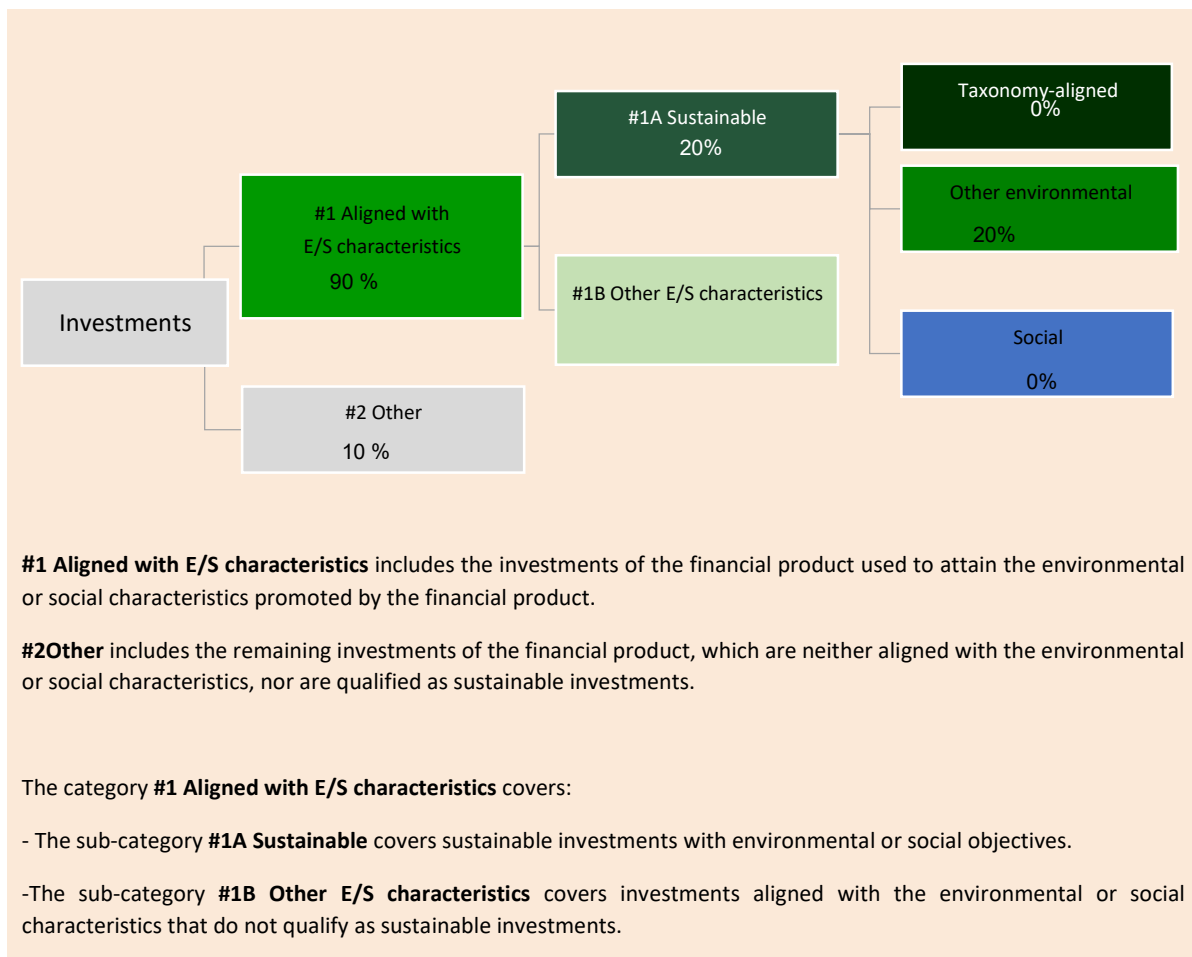 Taxonomy-aligned
0%
#1A Sustainable
20%
Other environmental
20%
#1 Aligned with
E/S characteristics
90 %
#1B Other E/S characteristics
Investments
Social
0%
#2 Other
10 %
#1 Aligned with E/S characteristics includes the investments of the financial product used to attain the environmental
or social characteristics promoted by the financial product.
#2Other includes the remaining investments of the financial product, which are neither aligned with the environmental
or social characteristics, nor are qualified as sustainable investments.
The category #1 Aligned with E/S characteristics covers:
- The sub-category #1A Sustainable covers sustainable investments with environmental or social objectives.
-The sub-category #1B Other E/S characteristics covers investments aligned with the environmental or social
characteristics that do not qualify as sustainable investments.